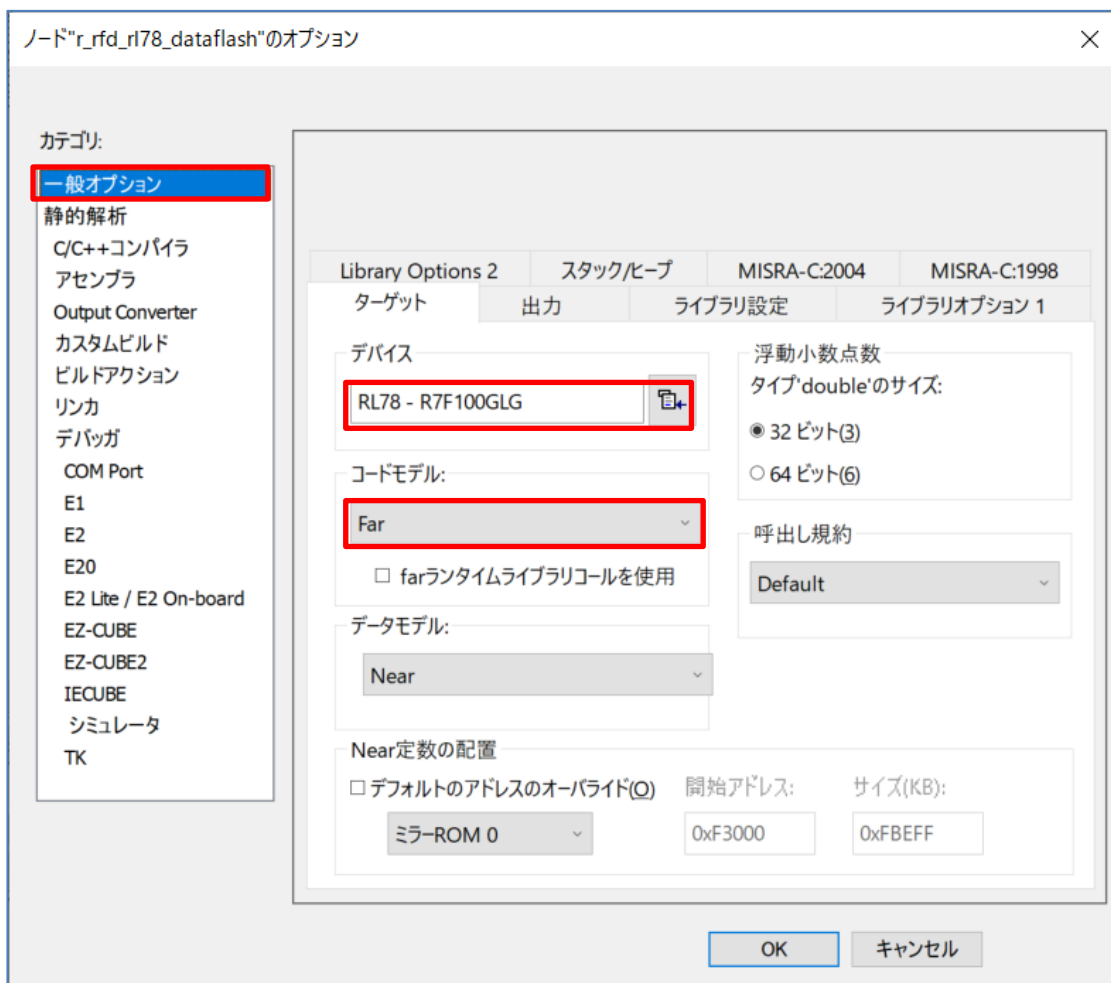 ノード"r_rfd_rl78_dataflash"のオプション
カテゴリ:
一般オプション
静的解析
C/C++コンパイラ
アセンブラ
Output Converter
カスタムビルド
ビルドアクション
リンカ
デバッガ
COM Port
E1
E2
E20
E2 Lite / E2 On-board
EZ-CUBE
EZ-CUBE2
IECUBE
シミュレータ
TK
Library Options 2 スタック/ヒープ MISRA-C:2004 MISRA-C:1998
ターゲット 出力 ライブラリ設定 ライブラリオプション 1
デバイス
RL78 - R7F100GLG
コードモデル:
Far
farランタイムライブラリコールを使用
データモデル:
Near
浮動小数点数
タイプ'double'のサイズ:
32 ビット(3)
64 ビット(6)
呼出し規約
Default
Near定数の配置
デフォルトのアドレスのオーバライド(O) 開始アドレス: サイズ(KB):
ミラーROM 0 0xF3000 0xFBEFF
OK キャンセル